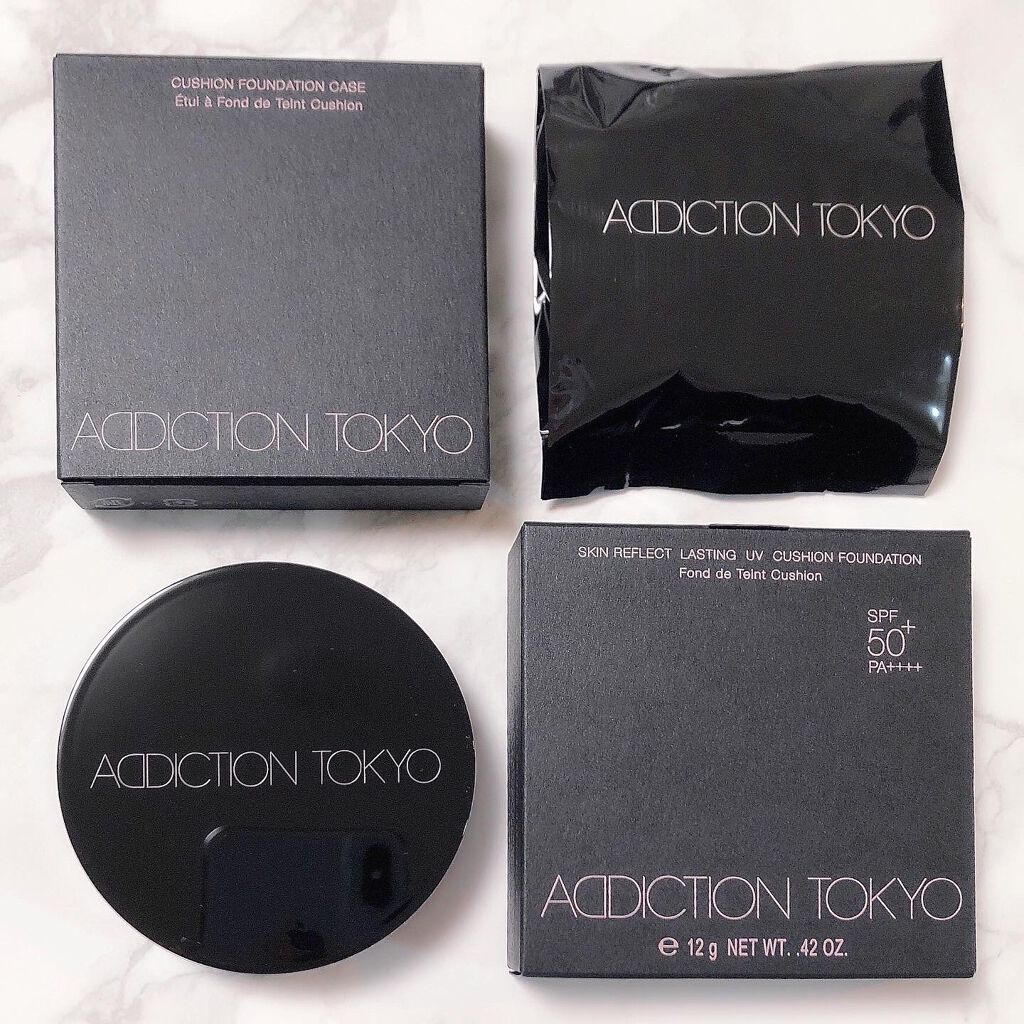 CUSHION FOUNDATION CASE
Étui à Fond de Teint Cushion
ADDICTION TOKYO
ADDICTION TOKYO
ADDICTION TOKYO
SKIN REFLECT LASTING UV CUSHION FOUNDATION
Fond de Teint Cushion
SPF
50+
PA++++
ADDICTION TOKYO
℮ 12 g NET WT. .42 OZ.